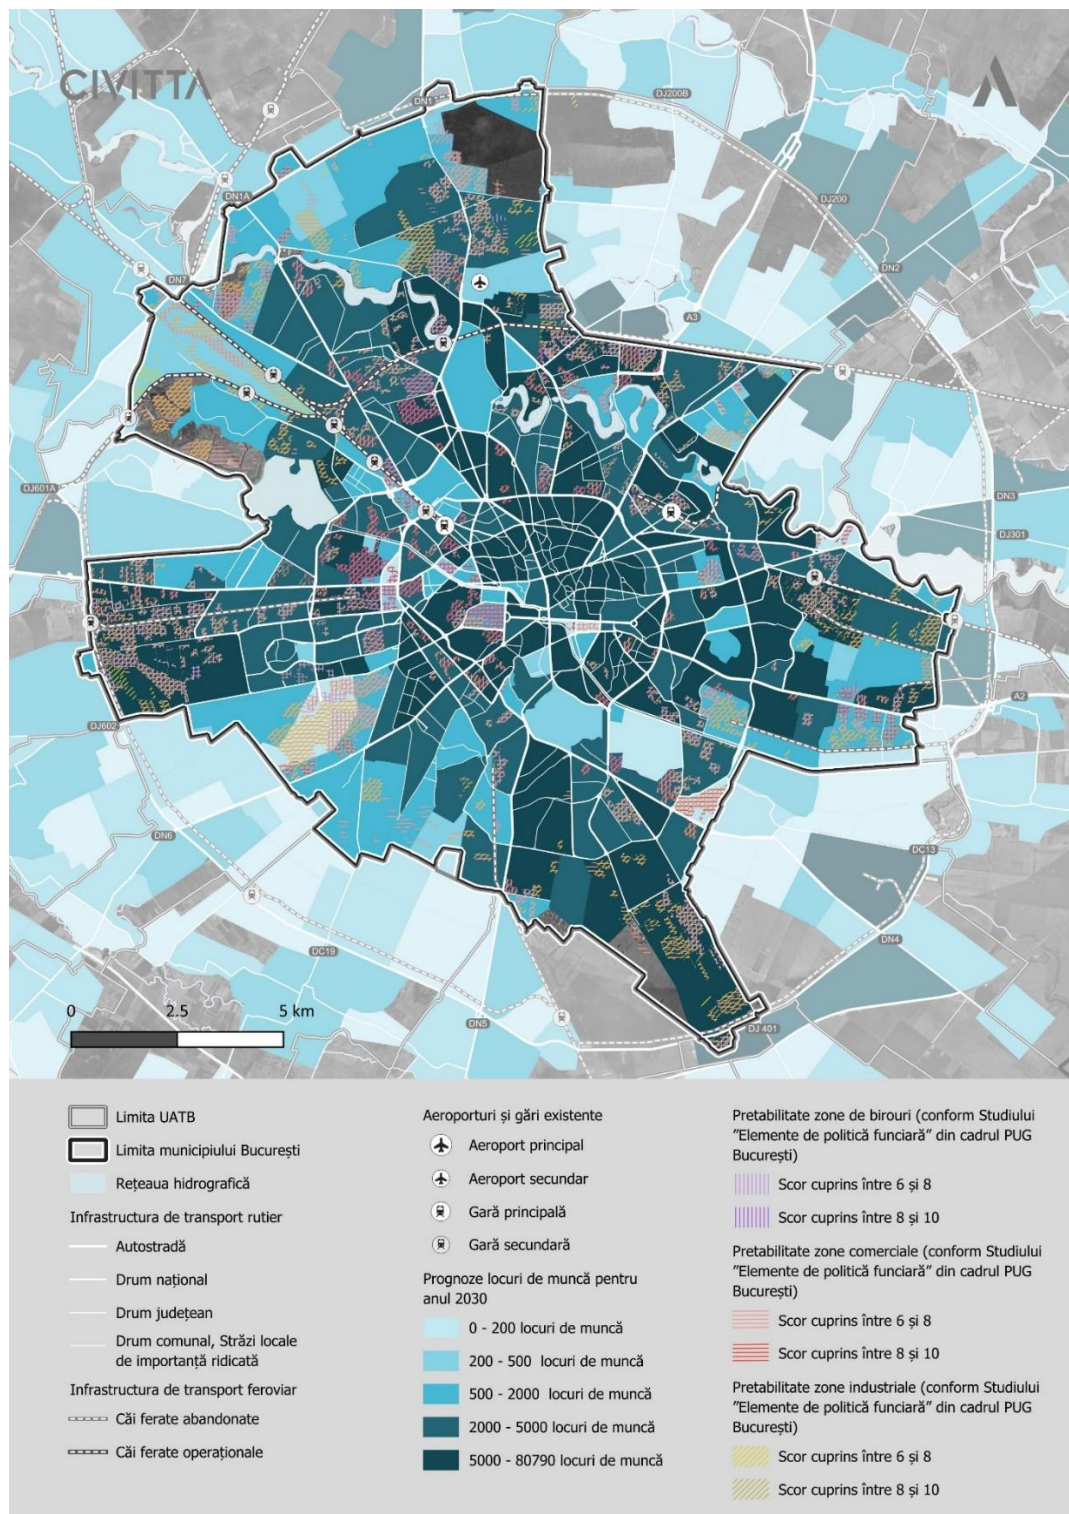 CIVITTA
DN1
DJ200B
DN1A
DJ200
DN7
DN2
A3
DJ601A
DN3
DJ301
A2
DJ602
DN6
DC13
DC19
DN4
DN5
DJ 401
0 2.5 5 km
Limita UATB
Limita municipiului București
Rețeaua hidrografică
Infrastructura de transport rutier
Autostradă
Drum național
Drum județean
Drum comunal, Străzi locale
de importanță ridicată
Infrastructura de transport feroviar
Căi ferate abandonate
Căi ferate operaționale
Aeroporturi și gări existente
Aeroport principal
Aeroport secundar
Gară principală
Gară secundară
Prognoze locuri de muncă pentru
anul 2030
0 - 200 locuri de muncă
200 - 500 locuri de muncă
500 - 2000 locuri de muncă
2000 - 5000 locuri de muncă
5000 - 80790 locuri de muncă
Pretabilitate zone de birouri (conform Studiului
"Elemente de politică funciară" din cadrul PUG
București)
Scor cuprins între 6 și 8
Scor cuprins între 8 și 10
Pretabilitate zone comerciale (conform Studiului
"Elemente de politică funciară" din cadrul PUG
București)
Scor cuprins între 6 și 8
Scor cuprins între 8 și 10
Pretabilitate zone industriale (conform Studiului
"Elemente de politică funciară" din cadrul PUG
București)
Scor cuprins între 6 și 8
Scor cuprins între 8 și 10